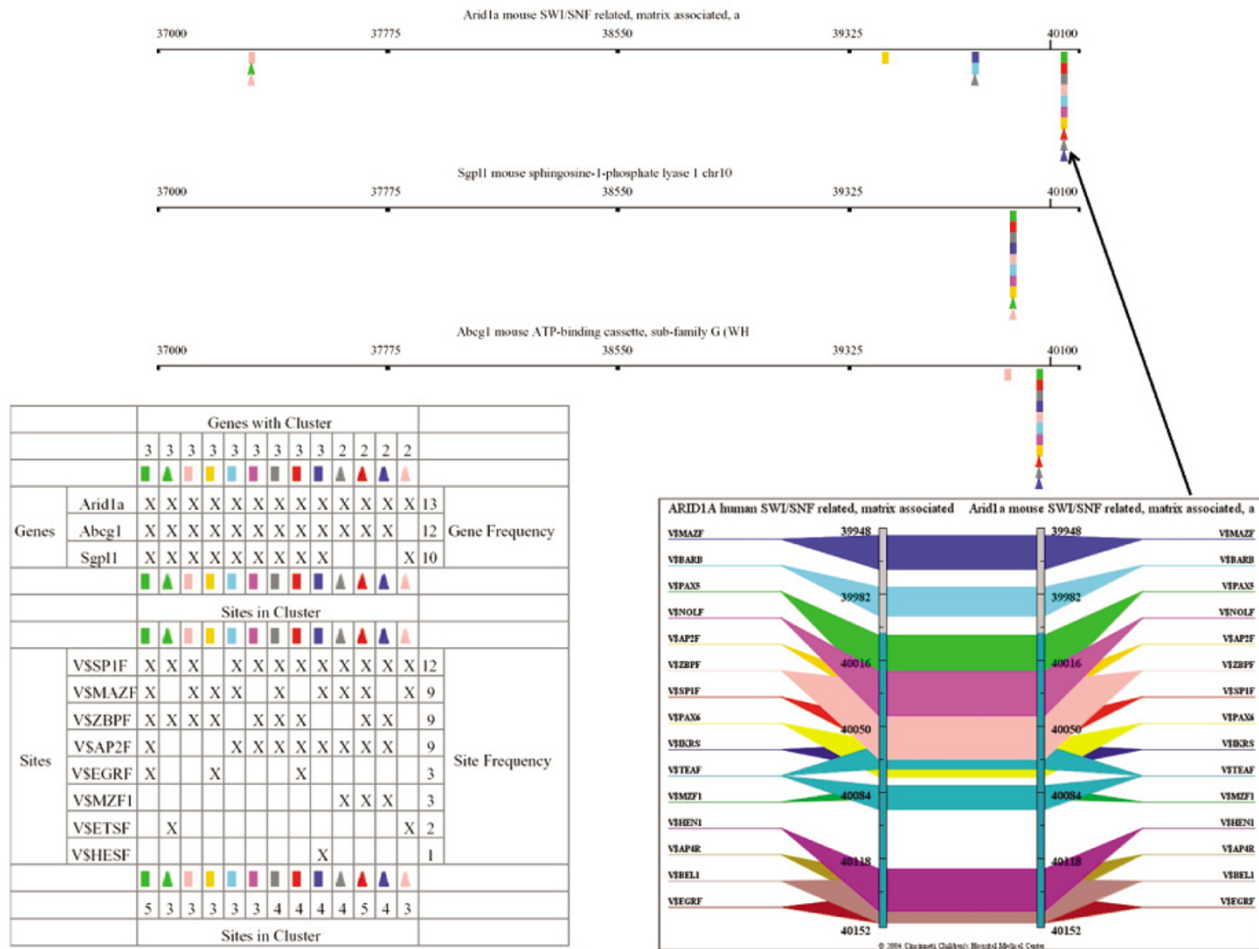 Arid1a mouse SWI/SNF related, matrix associated, a
37000 37775 38550 39325 40100
Sgpl1 mouse sphingosine-1-phosphate lyase 1 chr10
37000 37775 38550 39325 40100
Abcg1 mouse ATP-binding cassette, sub-family G (WH
37000 37775 38550 39325 40100
Genes with Cluster
3 3 3 3 3 3 3 3 3 2 2 2 2
Genes Arid1a X X X X X X X X X X X X X 13 Gene Frequency
Abcg1 X X X X X X X X X X X X 12
Sgpl1 X X X X X X X X X X 10
Sites in Cluster
Sites V$SP1F X X X X X X X X X X X X 12 Site Frequency
V$MAZF X X X X X X X X X 9
V$ZBPF X X X X X X X X X 9
V$AP2F X X X X X X X X X 9
V$EGRF X X X 3
V$MZF1 X X X 3
V$ETSF X X 2
V$HESF X 1
5 3 3 3 3 3 4 4 4 4 5 4 3
Sites in Cluster
ARID1A human SWI/SNF related, matrix associated Arid1a mouse SWI/SNF related, matrix associated, a
V$MAZF 39948 39948 V$MAZF
V$BARB V$BARB
V$PAX5 39982 39982 V$PAX5
V$NOLF V$NOLF
V$AP2F V$AP2F
V$ZBPF 40016 40016 V$ZBPF
V$SP1F V$SP1F
V$PAX6 40050 40050 V$PAX6
V$IKRS V$IKRS
V$TEAF V$TEAF
V$MZF1 40084 40084 V$MZF1
V$HEN1 V$HEN1
V$AP4R 40118 40118 V$AP4R
V$BEL1 V$BEL1
V$EGRF V$EGRF
40152 40152
© 2004 Cincinnati Children's Hospital Medical Center